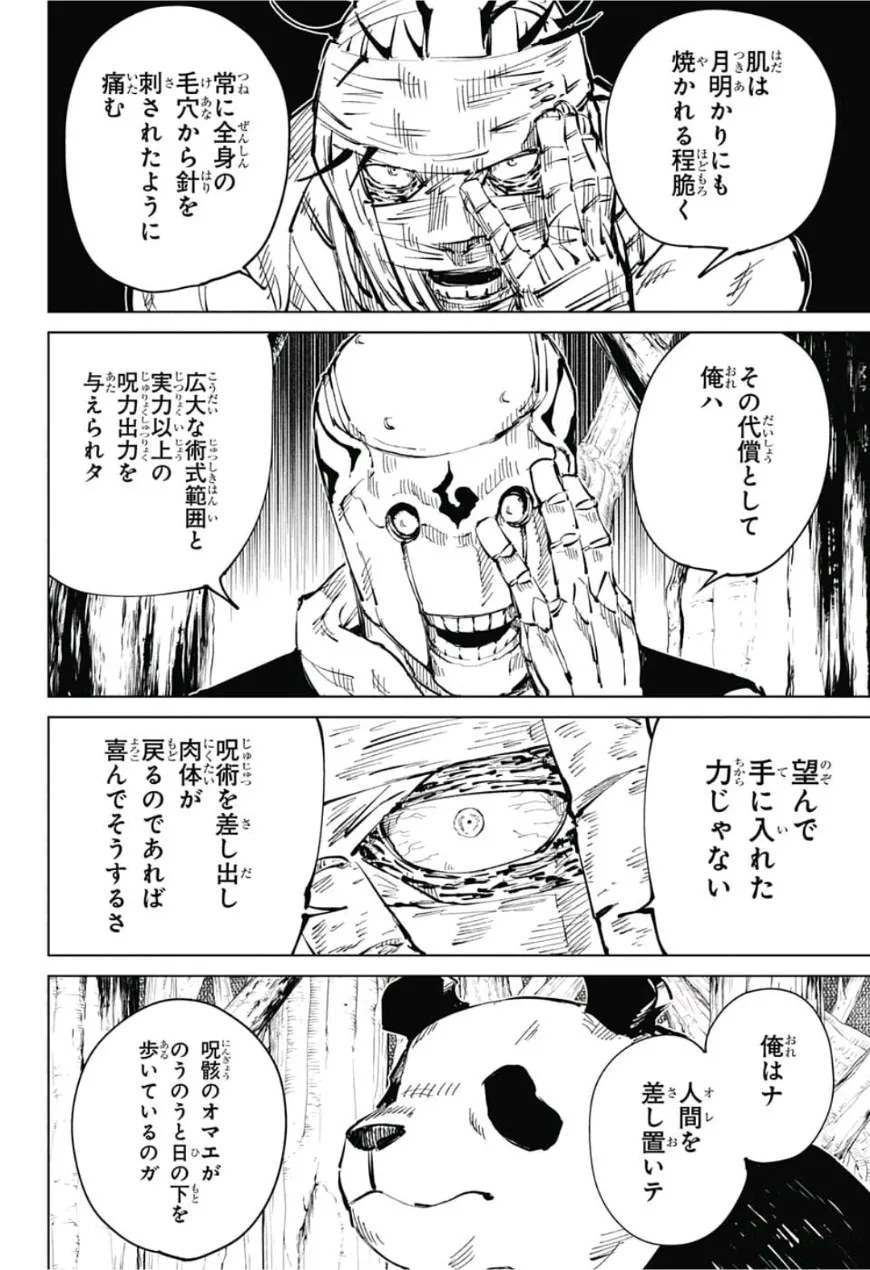 肌は
月明かりにも
焼かれる程脆く
常に全身の
毛穴から針を
刺されたように
痛む
その代償として
俺ハ
広大な術式範囲と
実力以上の
呪力出力を
与えられタ
望んで
手に入れた
力じゃない
呪術を差し出し
肉体が
戻るのであれば
喜んでそうするさ
俺はナ
人間を
差し置いテ
呪骸のオマエが
のうのうと日の下を
歩いているのガ